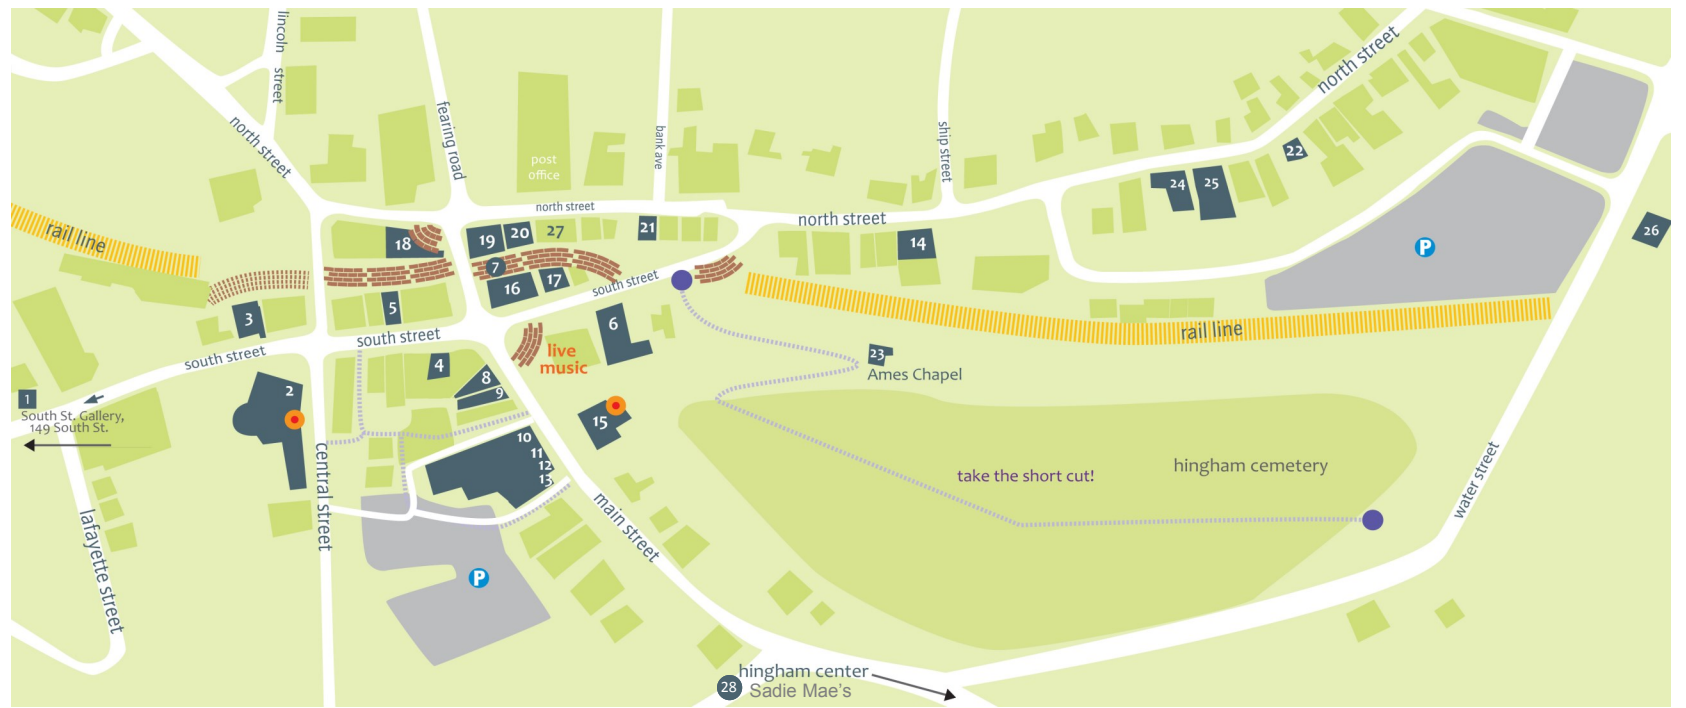 lincoln street
north street
fearing road
post
office
bank ave
ship street
north street
north street
north street
rail line
18
19
20
27
21
7
16
17
14
24
25
22
26
P
3
5
south street
south street
south street
6
live
music
rail line
23
Ames Chapel
1
South St. Gallery,
149 South St.
2
4
8
9
15
10
11
12
13
central street
lafayette street
main street
take the short cut!
hingham cemetery
water street
P
hingham center
28
Sadie Mae's